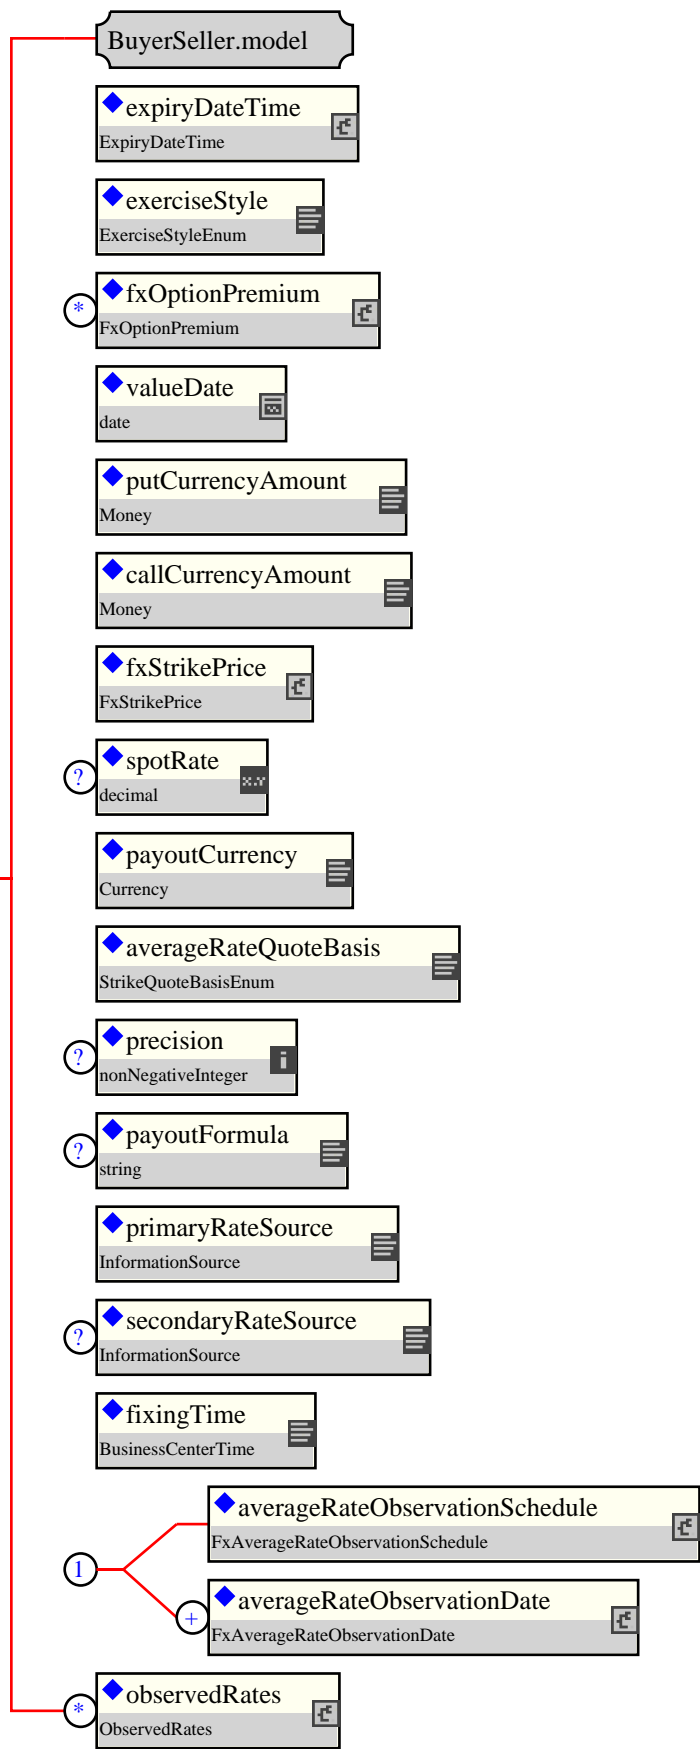 BuyerSeller.model
expiryDateTime
ExpiryDateTime
exerciseStyle
ExerciseStyleEnum
*
fxOptionPremium
FxOptionPremium
valueDate
date
putCurrencyAmount
Money
callCurrencyAmount
Money
fxStrikePrice
FxStrikePrice
?
spotRate
x.y
decimal
payoutCurrency
Currency
averageRateQuoteBasis
StrikeQuoteBasisEnum
?
precision
i
nonNegativeInteger
?
payoutFormula
string
primaryRateSource
InformationSource
?
secondaryRateSource
InformationSource
fixingTime
BusinessCenterTime
averageRateObservationSchedule
FxAverageRateObservationSchedule
1
+
averageRateObservationDate
FxAverageRateObservationDate
*
observedRates
ObservedRates